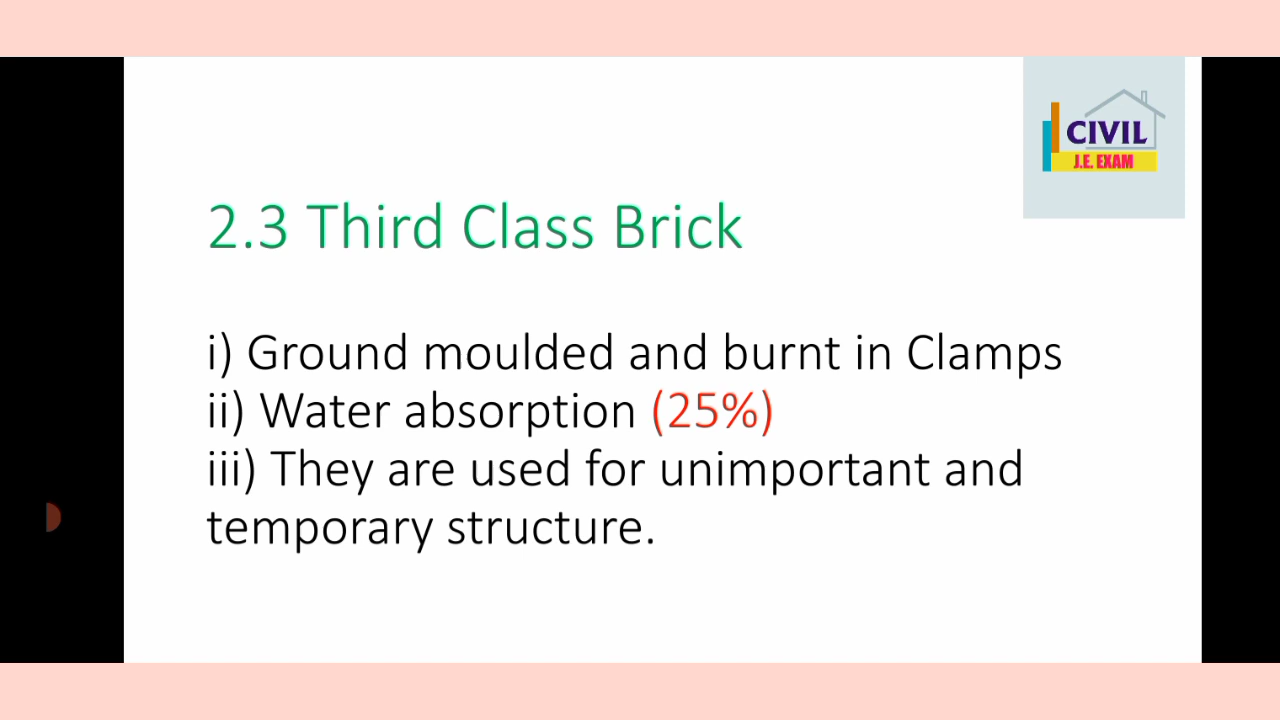 CIVIL
J.E. EXAM
2.3 Third Class Brick
i) Ground moulded and burnt in Clamps
ii) Water absorption (25%)
iii) They are used for unimportant and
temporary structure.